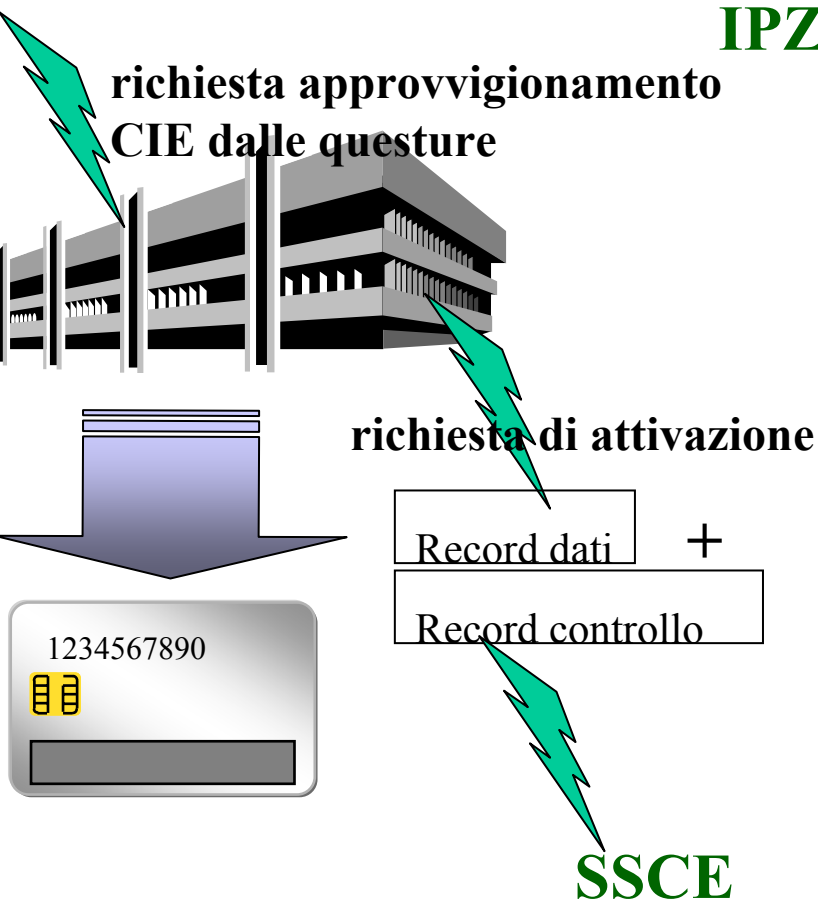 IPZ
richiesta approvvigionamento
CIE dalle questure
richiesta di attivazione
Record dati +
Record controllo
1234567890
SSCE